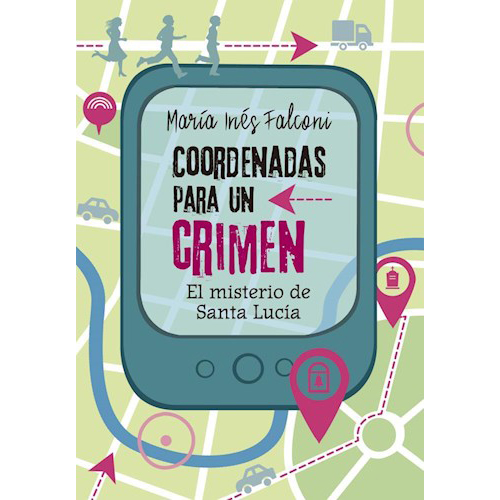 María Inés Falconi
COORDENADAS
PARA UN
CRIMEN
El misterio de
Santa Lucía